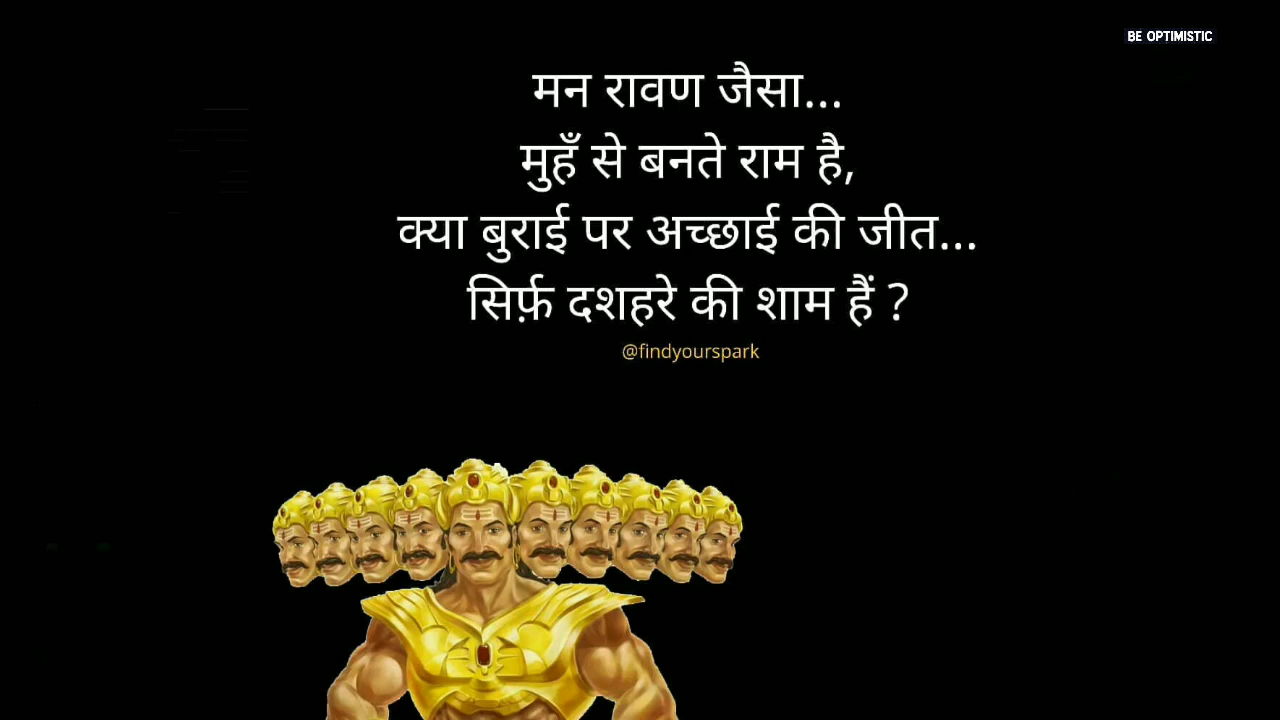 BE OPTIMISTIC
मन रावण जैसा...
मुहँ से बनते राम है,
क्या बुराई पर अच्छाई की जीत...
सिर्फ़ दशहरे की शाम हैं ?
@findyourspark